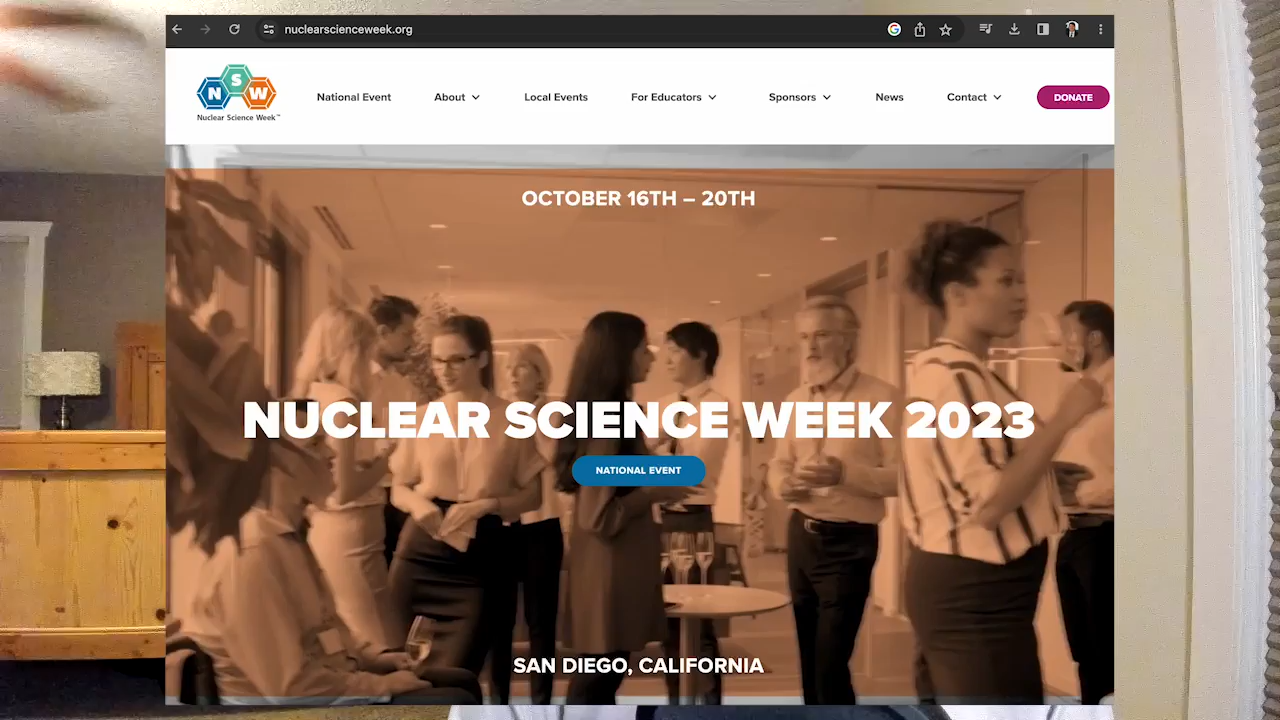 nuclearscienceweek.org
N S W
Nuclear Science Week™
National Event
About
Local Events
For Educators
Sponsors
News
Contact
DONATE
OCTOBER 16TH – 20TH
NUCLEAR SCIENCE WEEK 2023
NATIONAL EVENT
SAN DIEGO, CALIFORNIA